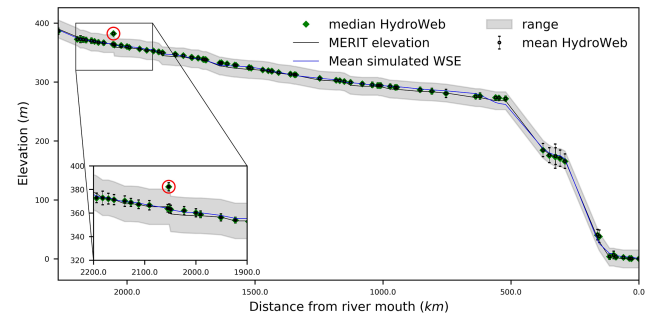 median HydroWeb
MERIT elevation
Mean simulated WSE
range
mean HydroWeb
Elevation (m)
400
300
200
100
0
400
380
360
340
320
2200.0 2100.0 2000.0 1900.0
2000.0 1500.0 1000.0 500.0 0.0
Distance from river mouth (km)